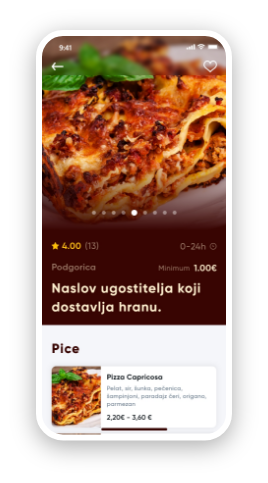 9:41
4.00 (13)
0-24h
Podgorica
Minimum 1.00€
Naslov ugostitelja koji
dostavlja hranu.
Pice
Pizza Capricosa
Pelat, sir, šunka, pečenica,
šampinjoni, paradajz čeri, origano,
parmezan
2,20€ - 3,60 €